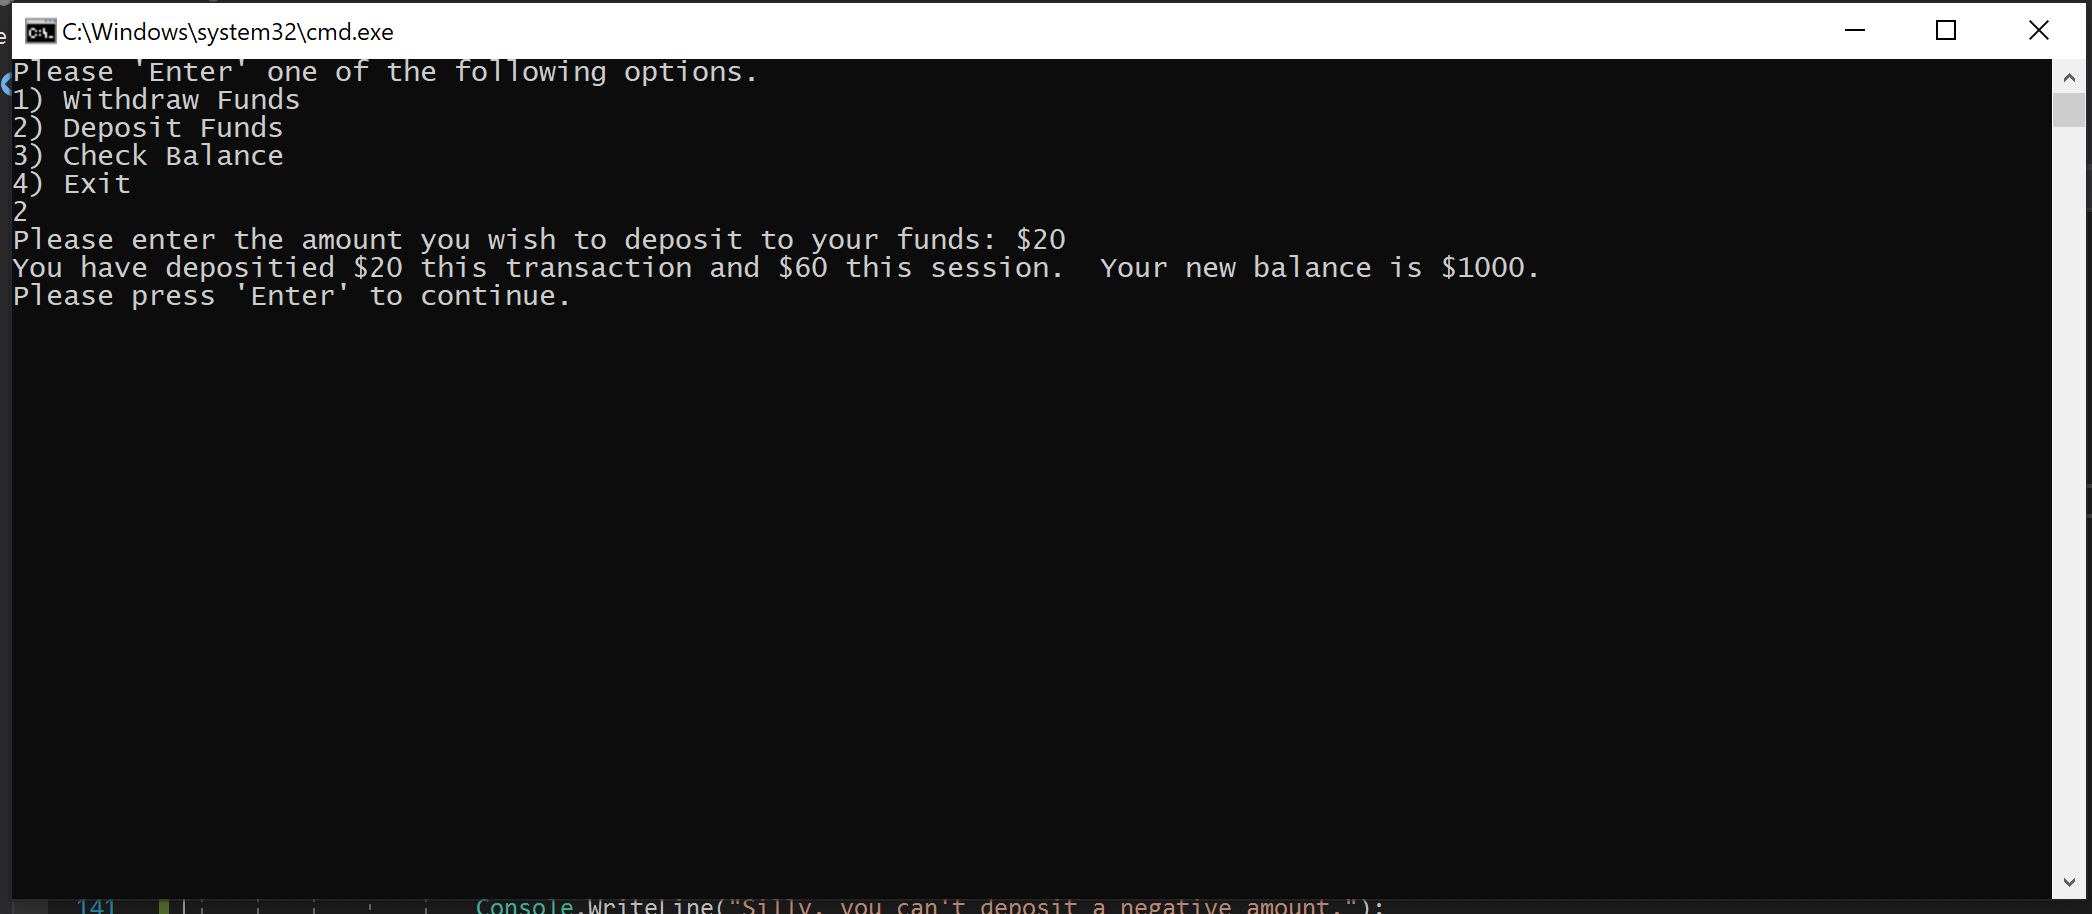 C:\Windows\system32\cmd.exe
Please 'Enter' one of the following options.
1) Withdraw Funds
2) Deposit Funds
3) Check Balance
4) Exit
2
Please enter the amount you wish to deposit to your funds: $20
You have depositied $20 this transaction and $60 this session.  Your new balance is $1000.
Please press 'Enter' to continue.
141 Console.WriteLine("Silly, you can't deposit a negative amount.");